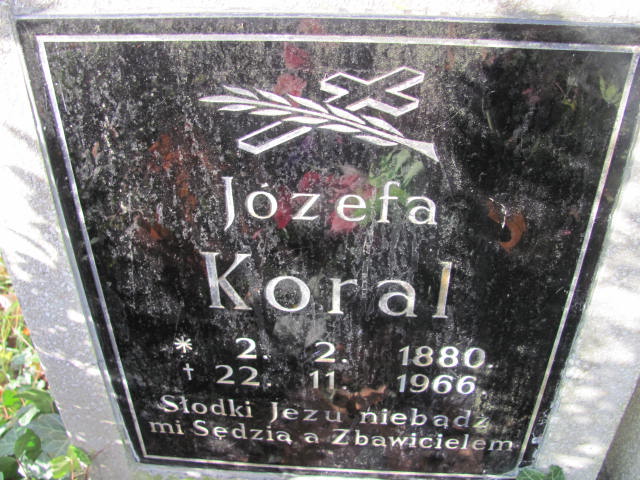 Józefa
Koral
* 2. 2. 1880.
† 22. 11. 1966
Słodki Jezu niebądź
mi Sędzią a Zbawicielem